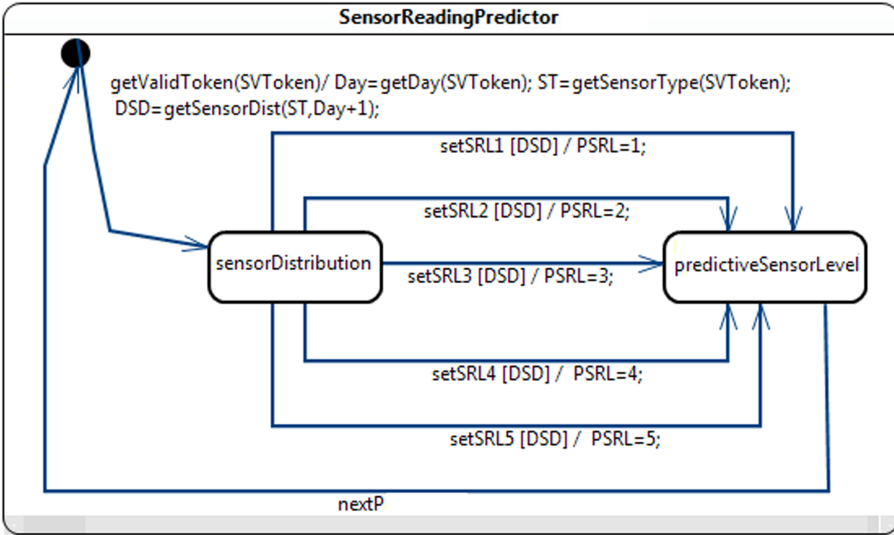 SensorReadingPredictor
getValidToken(SVToken)/ Day=getDay(SVToken); ST=getSensorType(SVToken);
DSD=getSensorDist(ST,Day+1);
setSRL1 [DSD] / PSRL=1;
setSRL2 [DSD] / PSRL=2;
sensorDistribution
predictiveSensorLevel
setSRL3 [DSD] / PSRL=3;
setSRL4 [DSD] / PSRL=4;
setSRL5 [DSD] / PSRL=5;
nextP